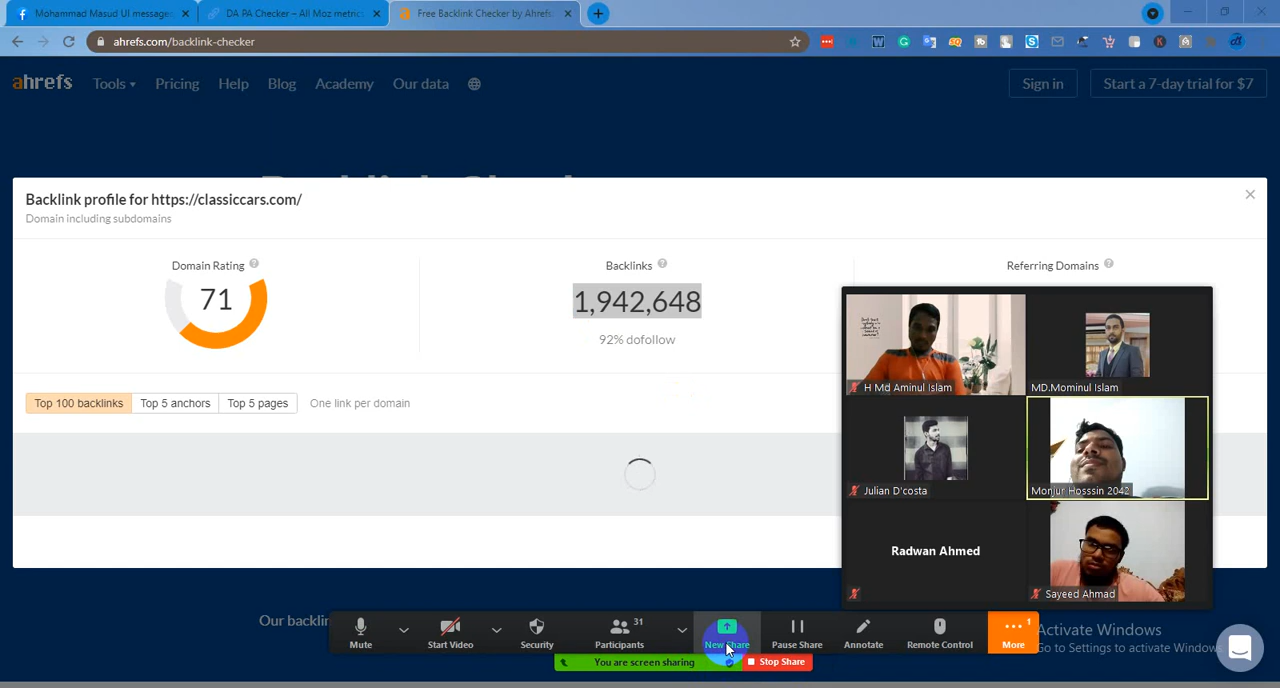 Mohammad Masud Ul messages
DA PA Checker – All Moz metric
Free Backlink Checker by Ahrefs
ahrefs.com/backlink-checker
ahrefs Tools Pricing Help Blog Academy Our data Sign in Start a 7-day trial for $7
Backlink profile for https://classiccars.com/
Domain including subdomains
Domain Rating Backlinks Referring Domains
71 1,942,648
92% dofollow
Top 100 backlinks Top 5 anchors Top 5 pages One link per domain
H Md Aminul Islam MD.Mominul Islam
Julian D'costa Monjur Hosssin 2042
Radwan Ahmed
Sayeed Ahmad
Our backlin
31
1
Mute Start Video Security Participants New Share Pause Share Annotate Remote Control More
You are screen sharing Stop Share
Activate Windows
Go to Settings to activate Windows